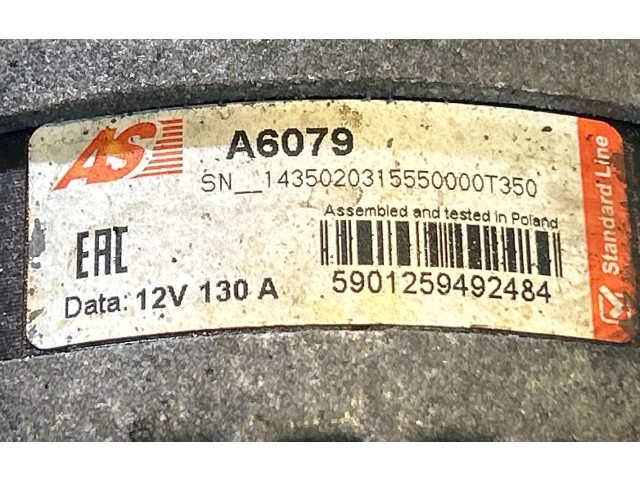 AS
A6079
SN__1435020315550000T350
Assembled and tested in Poland
EAC
Data: 12V 130 A
5901259492484
Standard Line